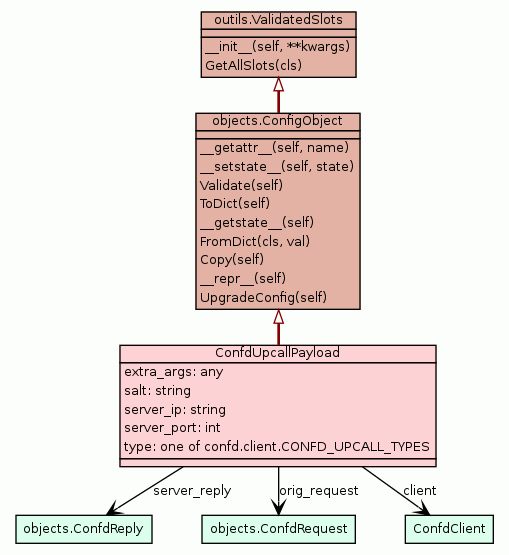 outils.ValidatedSlots
__init__(self, **kwargs)
GetAllSlots(cls)
objects.ConfigObject
__getattr__(self, name)
__setstate__(self, state)
Validate(self)
ToDict(self)
__getstate__(self)
FromDict(cls, val)
Copy(self)
__repr__(self)
UpgradeConfig(self)
ConfdUpcallPayload
extra_args: any
salt: string
server_ip: string
server_port: int
type: one of confd.client.CONFD_UPCALL_TYPES
server_reply
orig_request
client
objects.ConfdReply
objects.ConfdRequest
ConfdClient